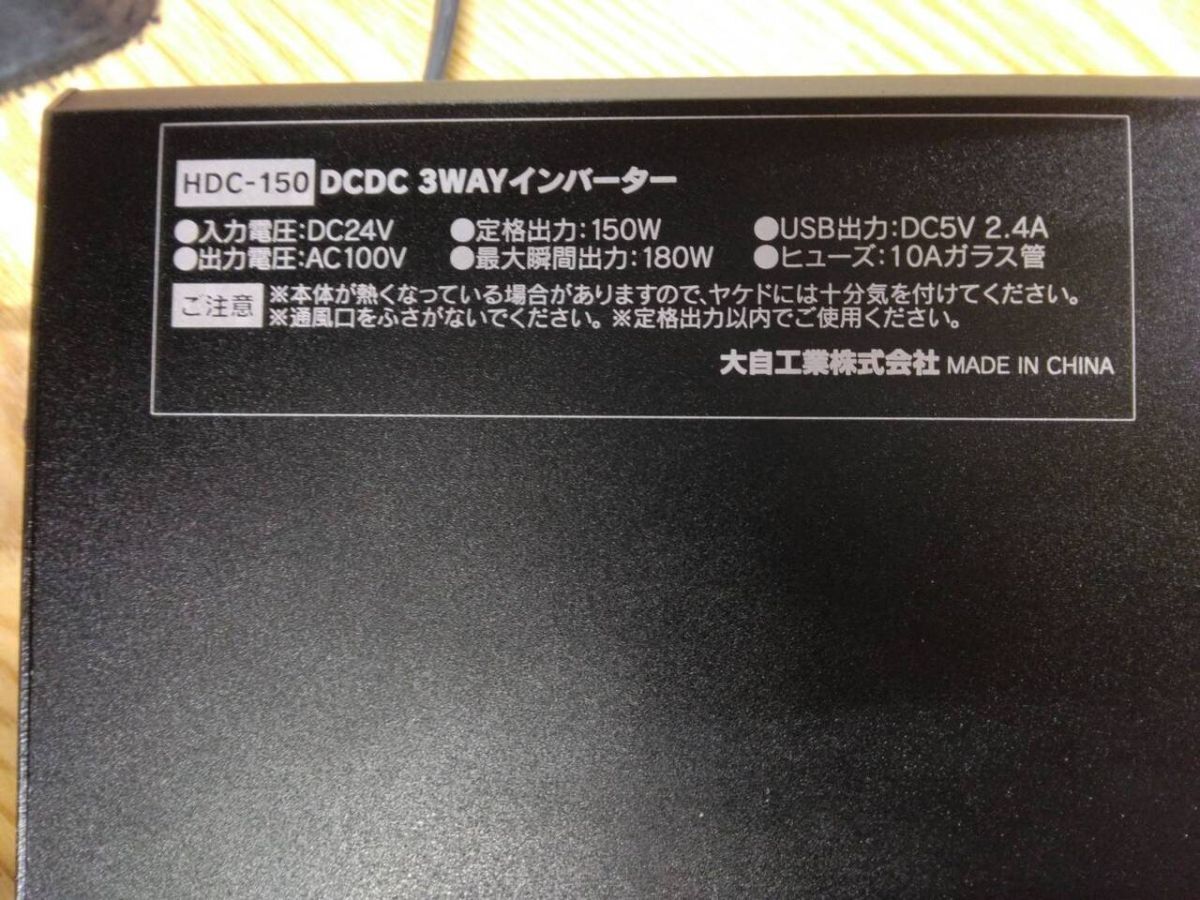 HDC-150 DCDC 3WAYインバーター
●入力電圧:DC24V ●定格出力:150W ●USB出力:DC5V 2.4A
●出力電圧:AC100V ●最大瞬間出力:180W ●ヒューズ:10Aガラス管
ご注意 ※本体が熱くなっている場合がありますので、ヤケドには十分気を付けてください。
※通風口をふさがないでください。※定格出力以内でご使用ください。
大自工業株式会社 MADE IN CHINA